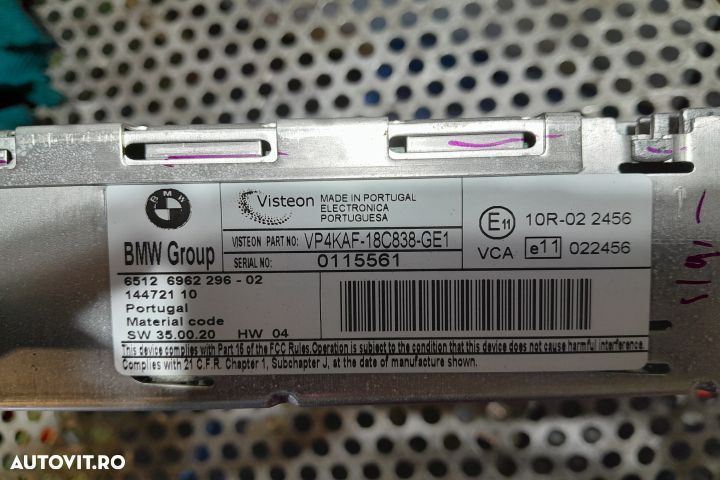 BMW
BMW Group
Visteon
MADE IN PORTUGAL
ELECTRONICA
PORTUGUESA
VISTEON PART NO: VP4KAF-18C838-GE1
SERIAL NO: 0115561
E11 10R-02 2456
VCA e11 022456
6512 6962 296 - 02
144721 10
Portugal
Material code
SW 35.00.20 HW 04
This device complies with Part 16 of the FCC Rules.Operation is subject to the condition that this device does not cause harmful interference.
Complies with 21 C.F.R. Chapter 1, Subchapter J, at the date of manufacture shown.
AUTOVIT.RO